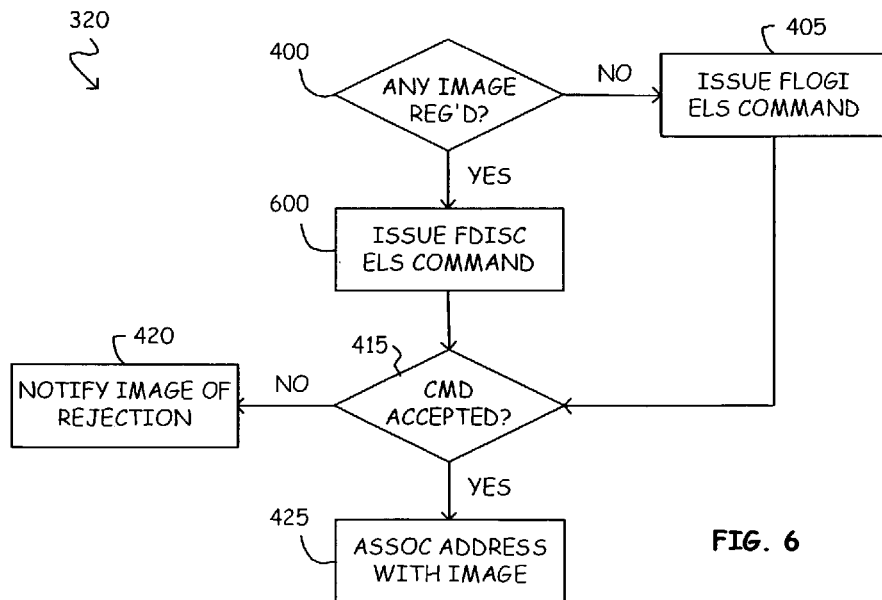 320
400
ANY IMAGE
REG'D?
NO
405
ISSUE FLOGI
ELS COMMAND
YES
600
ISSUE FDISC
ELS COMMAND
420
NOTIFY IMAGE OF
REJECTION
NO
415
CMD
ACCEPTED?
YES
425
ASSOC ADDRESS
WITH IMAGE
FIG. 6